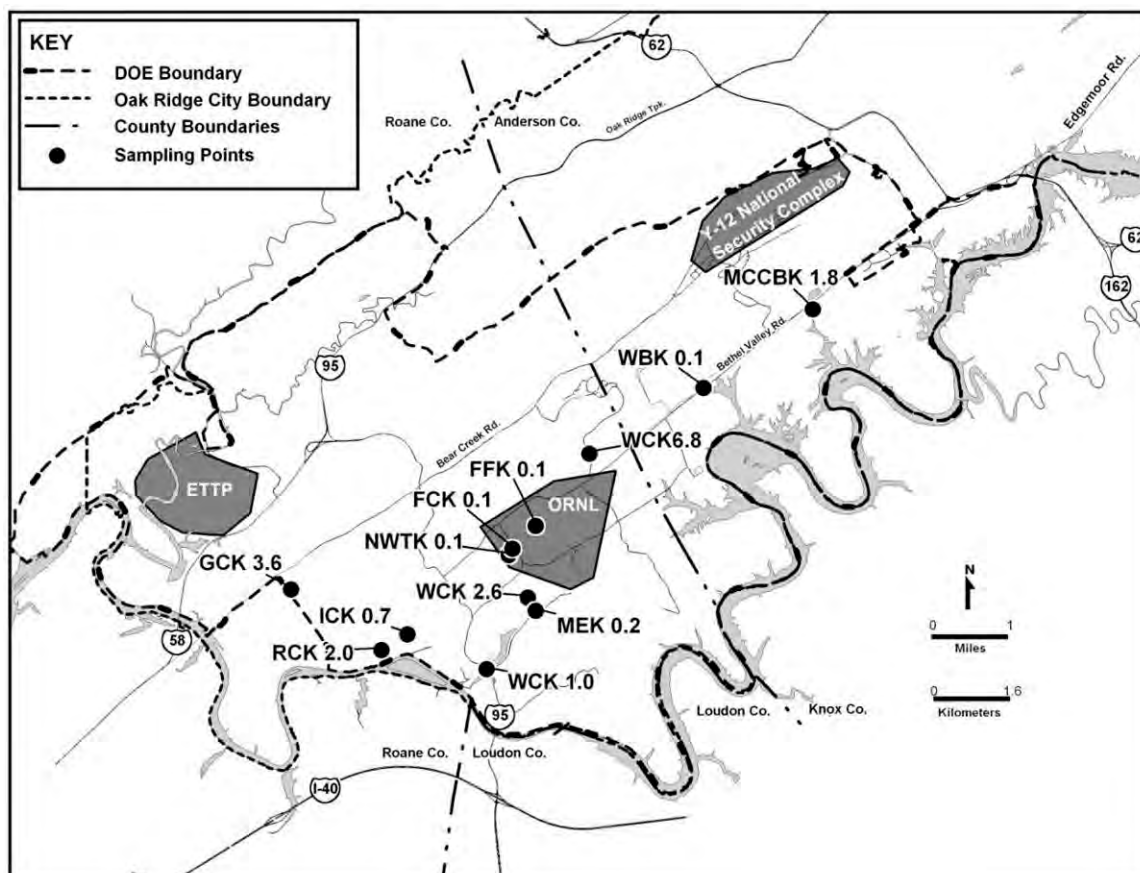 KEY
DOE Boundary
Oak Ridge City Boundary
County Boundaries
Sampling Points
62
Edgemoor Rd.
Roane Co.
Anderson Co.
Oak Ridge Tpk.
Y-12 National
Security Complex
62
162
MCCBK 1.8
Bethel Valley Rd.
95
WBK 0.1
Bear Creek Rd.
WCK6.8
FFK 0.1
ETTP
FCK 0.1
ORNL
NWTK 0.1
GCK 3.6
WCK 2.6
N
ICK 0.7
MEK 0.2
0 1
Miles
58
RCK 2.0
WCK 1.0
0 1.6
Kilometers
95
Loudon Co.
Knox Co.
Roane Co.
Loudon Co.
I-40